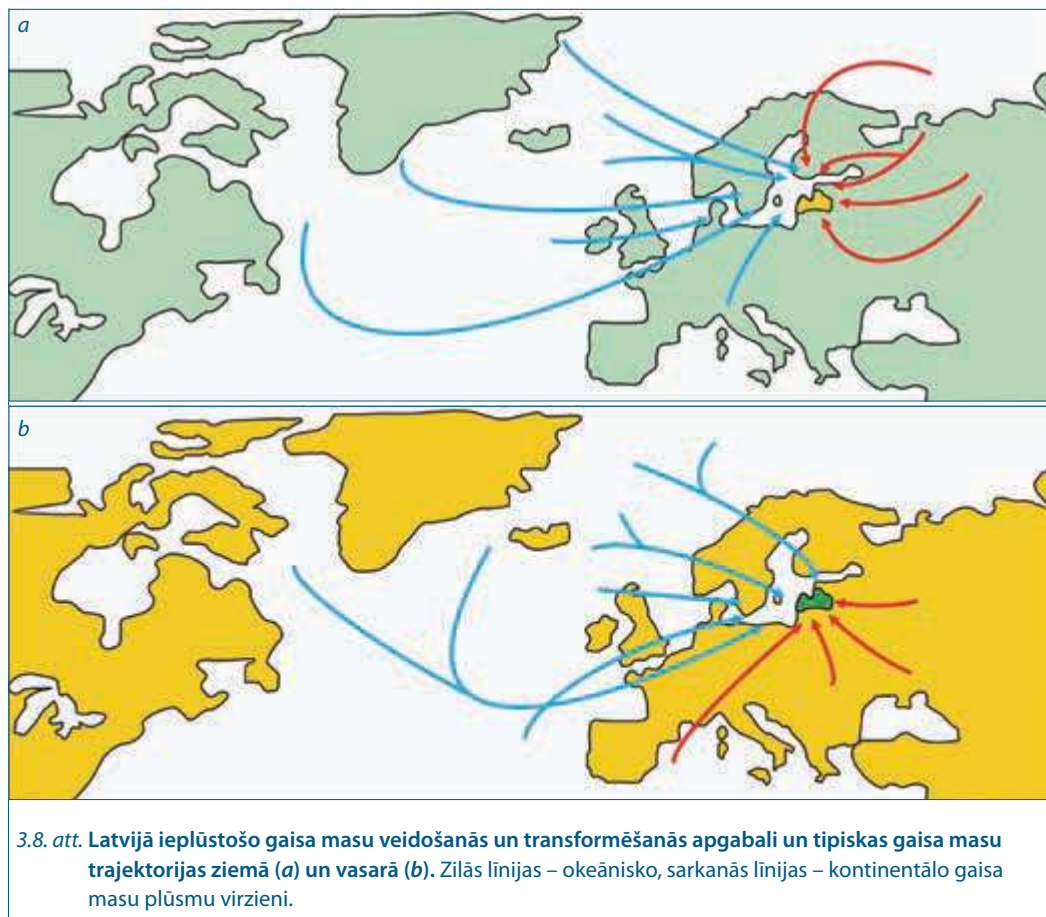 a
b
3.8. att. Latvijā ieplūstošo gaisa masu veidošanās un transformēšanās apgabali un tipiskas gaisa masu
trajektorijas ziemā (a) un vasarā (b). Zilās līnijas – okeānisko, sarkanās līnijas – kontinentālo gaisa
masu plūsmu virzieni.